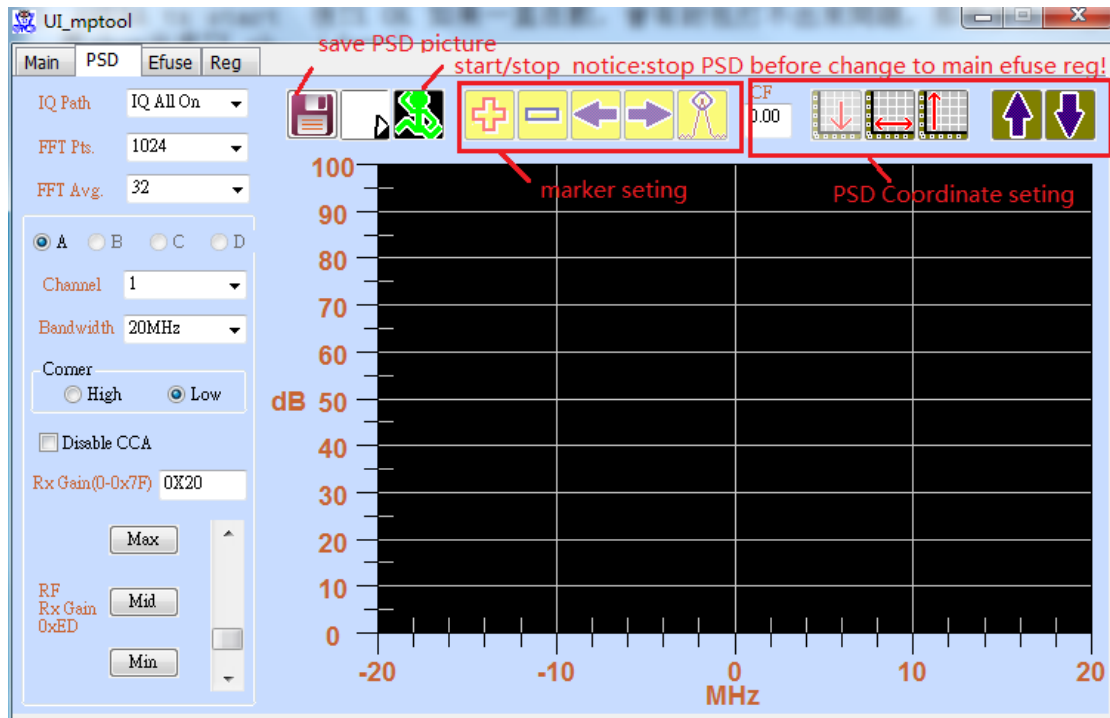 UI_mptool
Main PSD Efuse Reg
save PSD picture
start/stop notice:stop PSD before change to main efuse reg!
IQ Path IQ All On
FFT Pts. 1024
FFT Avg. 32
CF
0.00
marker seting
PSD Coordinate seting
A B C D
Channel 1
Bandwidth 20MHz
Corner
High Low
Disable CCA
Rx Gain(0-0x7F) 0X20
Max
RF
Rx Gain
0xED
Mid
Min
100
90
80
70
60
dB 50
40
30
20
10
0
-20 -10 0 10 20
MHz